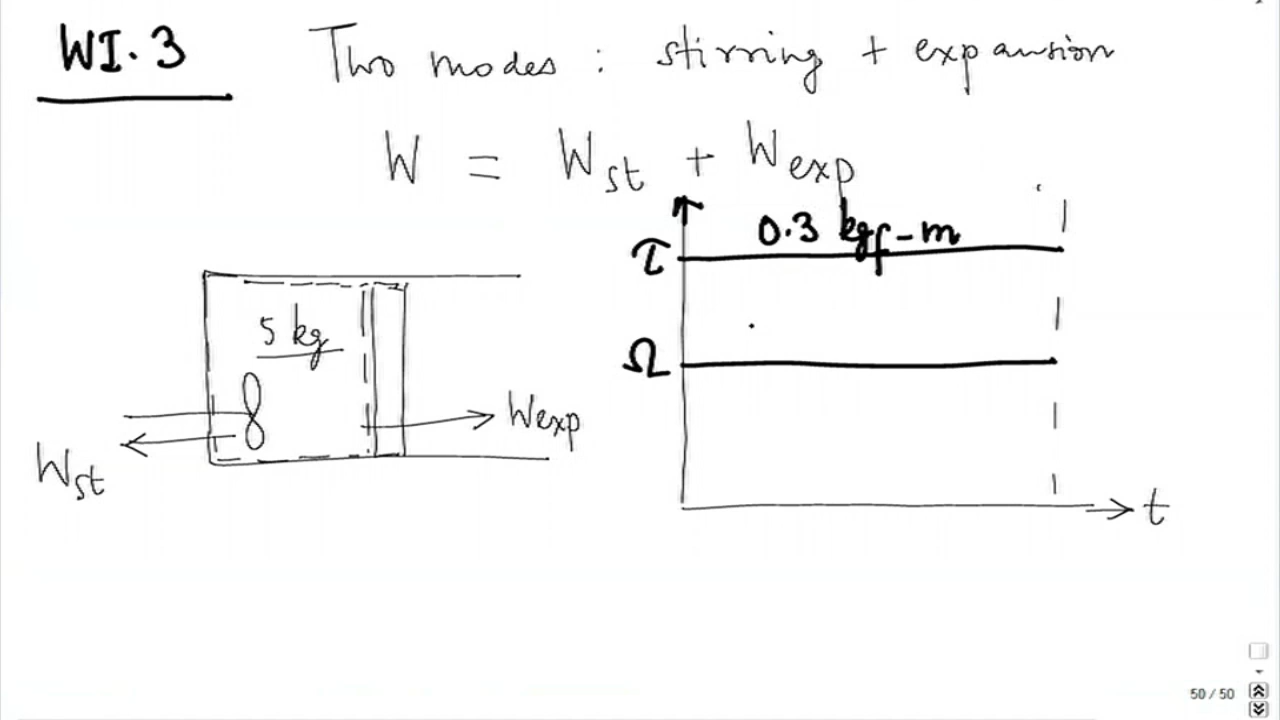 WI.3 Two modes : stirring + expansion
W = Wst + Wexp
0.3 kgf-m
τ
5 kg
Ω
Wexp
Wst
t
50 / 50